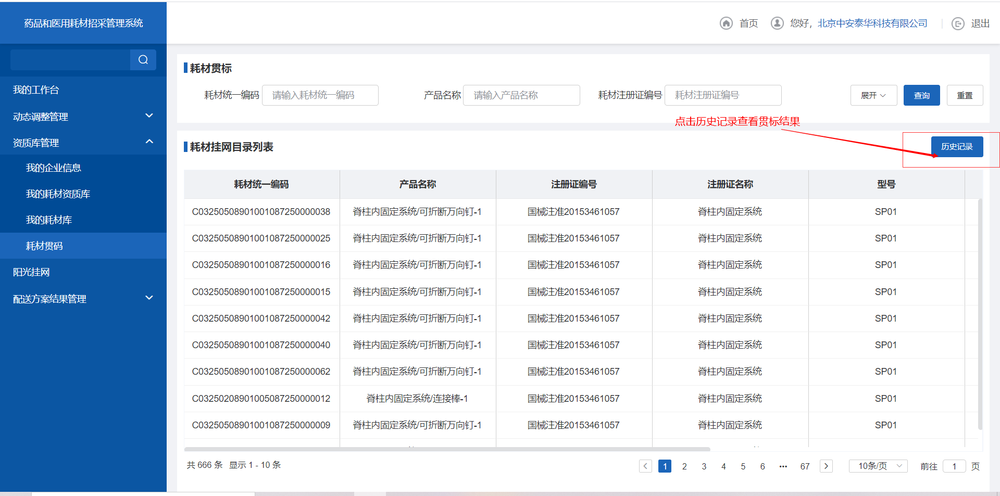 药品和医用耗材招采管理系统
首页
您好，北京中安泰华科技有限公司
退出
我的工作台
动态调整管理
资质库管理
我的企业信息
我的耗材资质库
我的耗材库
耗材贯码
阳光挂网
配送方案结果管理
耗材贯标
耗材统一编码 请输入耗材统一编码 产品名称 请输入产品名称 耗材注册证编号 耗材注册证编号 展开 查询 重置
点击历史记录查看贯标结果
耗材挂网目录列表
历史记录
耗材统一编码 产品名称 注册证编号 注册证名称 型号
C03250508901001087250000038 脊柱内固定系统/可折断万向钉-1 国械注准20153461057 脊柱内固定系统 SP01
C03250508901001087250000025 脊柱内固定系统/可折断万向钉-1 国械注准20153461057 脊柱内固定系统 SP01
C03250508901001087250000016 脊柱内固定系统/可折断万向钉-1 国械注准20153461057 脊柱内固定系统 SP01
C03250508901001087250000015 脊柱内固定系统/可折断万向钉-1 国械注准20153461057 脊柱内固定系统 SP01
C03250508901001087250000042 脊柱内固定系统/可折断万向钉-1 国械注准20153461057 脊柱内固定系统 SP01
C03250508901001087250000040 脊柱内固定系统/可折断万向钉-1 国械注准20153461057 脊柱内固定系统 SP01
C03250508901001087250000062 脊柱内固定系统/可折断万向钉-1 国械注准20153461057 脊柱内固定系统 SP01
C03250208901005087250000012 脊柱内固定系统/连接棒-1 国械注准20153461057 脊柱内固定系统 SP01
C03250508901001087250000009 脊柱内固定系统/可折断万向钉-1 国械注准20153461057 脊柱内固定系统 SP01
共 666 条 显示 1 - 10 条 1 2 3 4 5 6 ••• 67 10条/页 前往 1 页